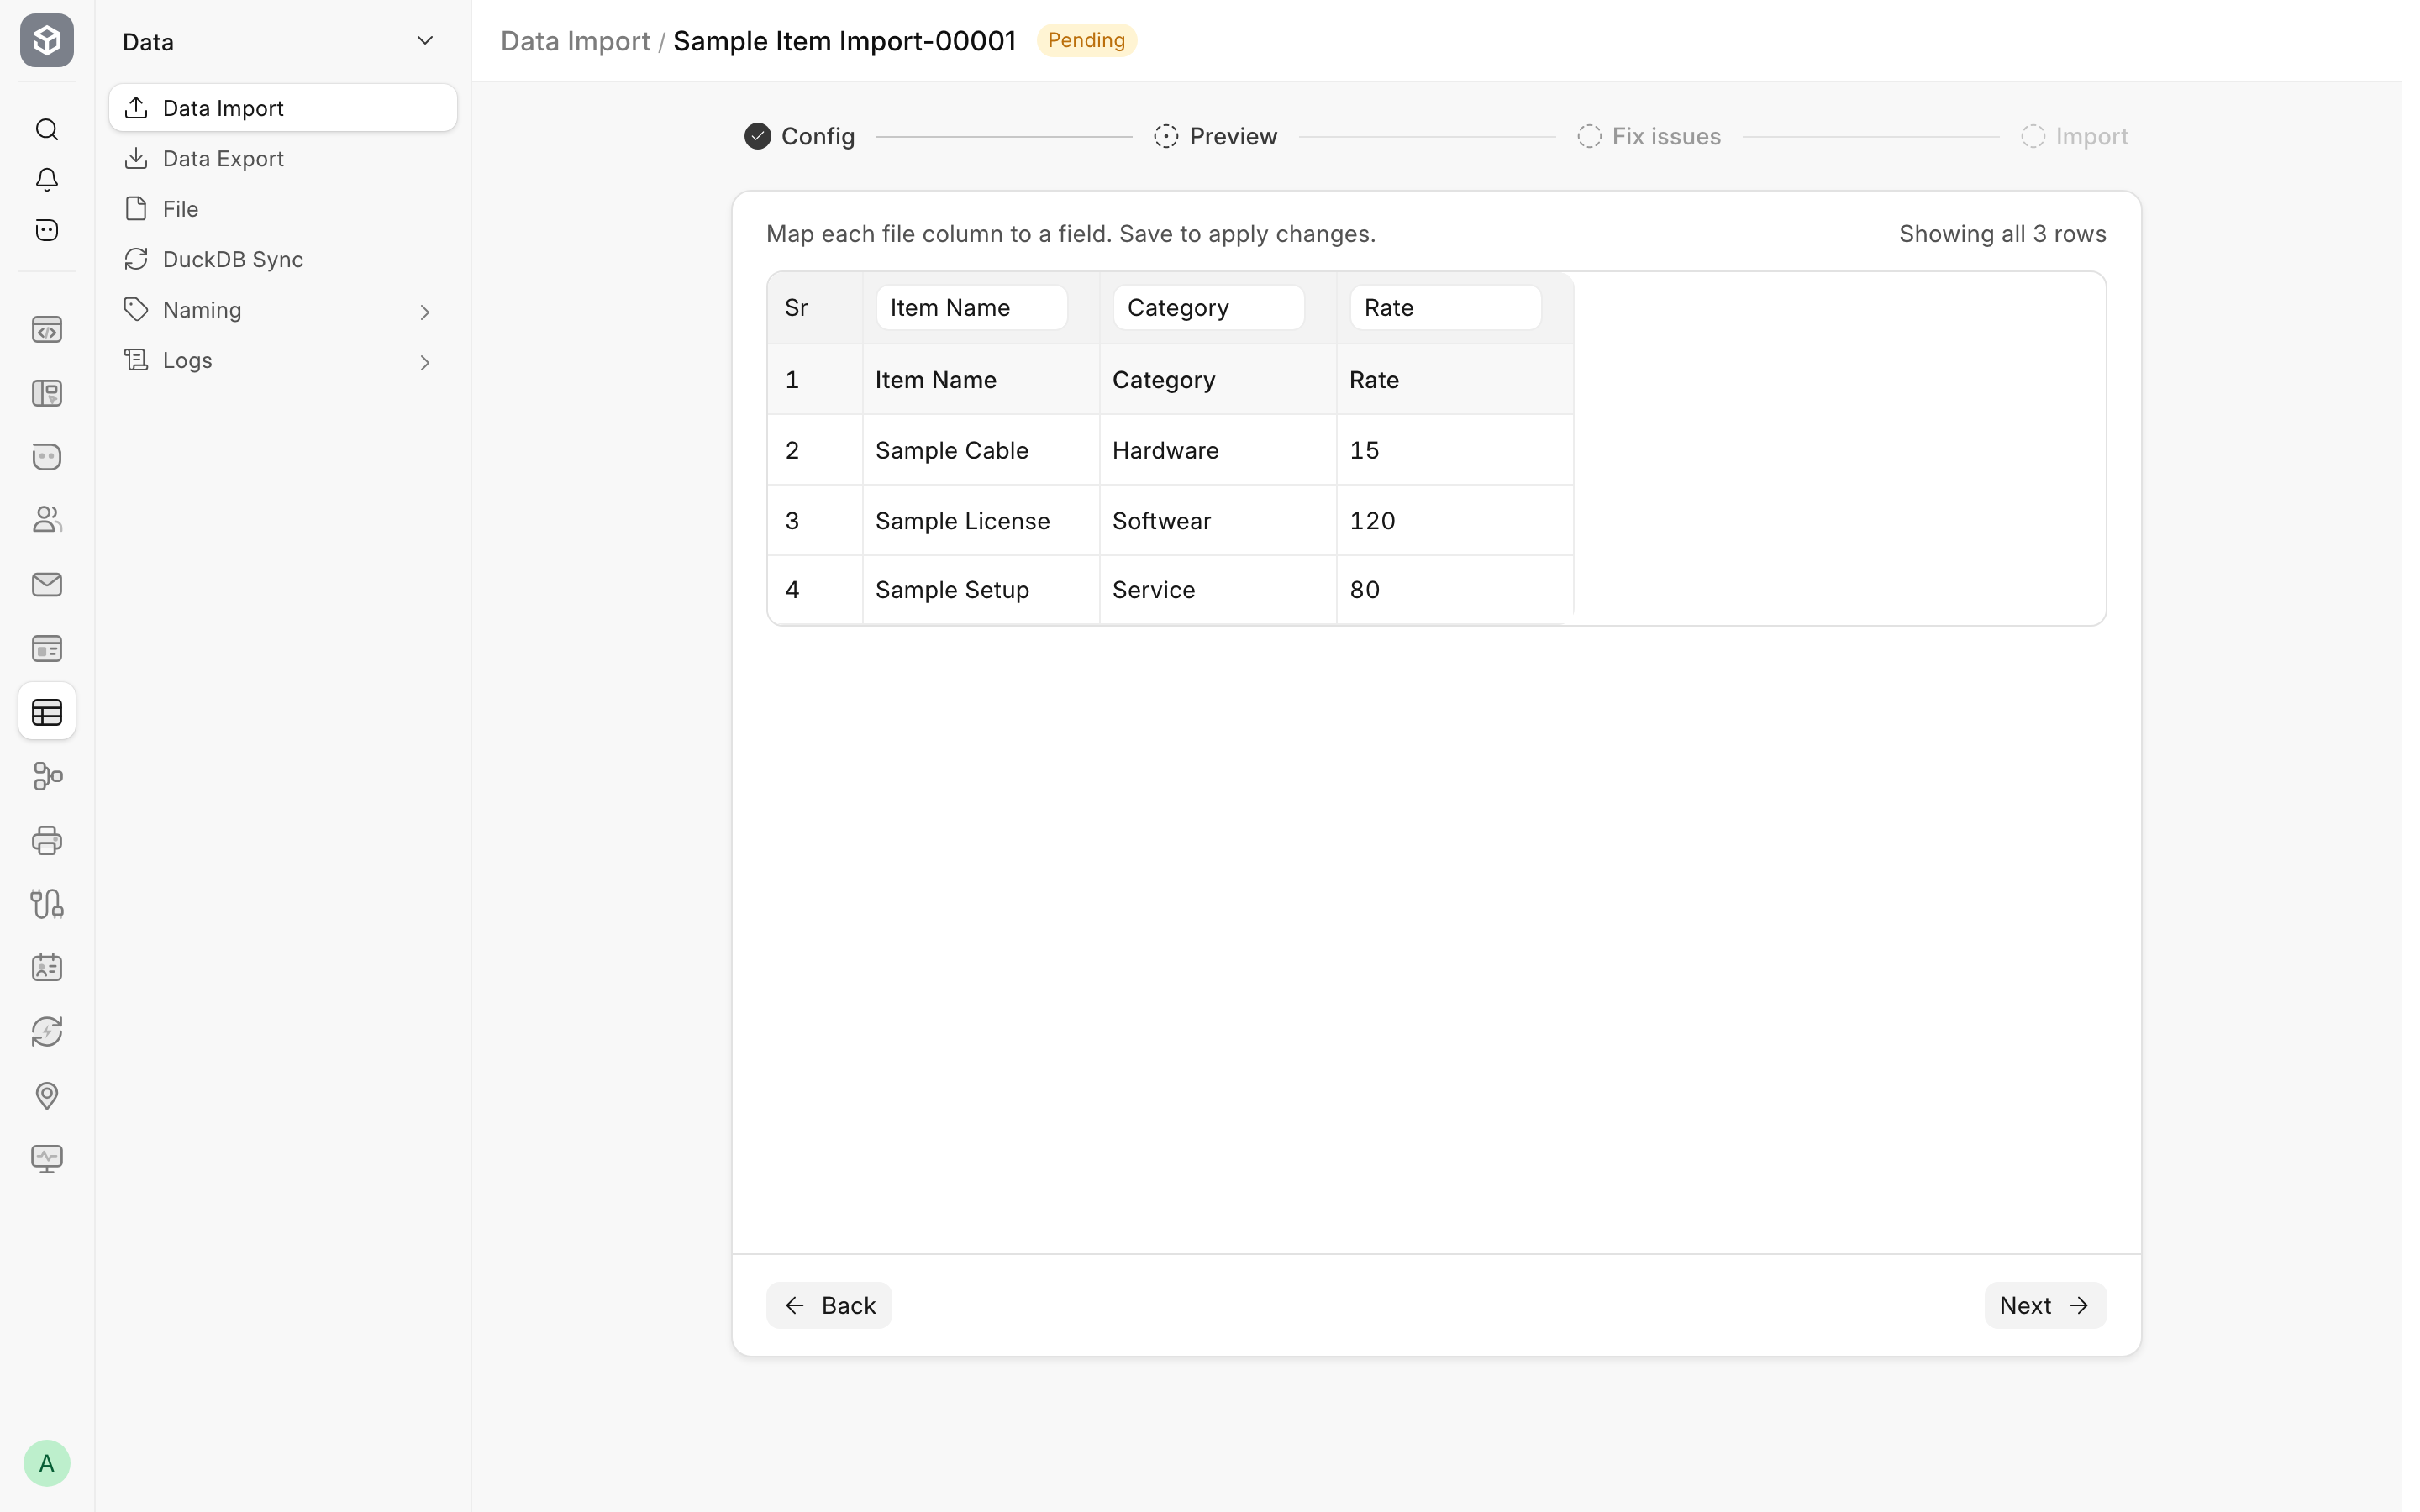 Data
Data Import
Data Export
File
DuckDB Sync
Naming
Logs
A
Data Import / Sample Item Import-00001 Pending
Config Preview Fix issues Import
Map each file column to a field. Save to apply changes. Showing all 3 rows
Sr Item Name Category Rate
1 Item Name Category Rate
2 Sample Cable Hardware 15
3 Sample License Softwear 120
4 Sample Setup Service 80
Back Next